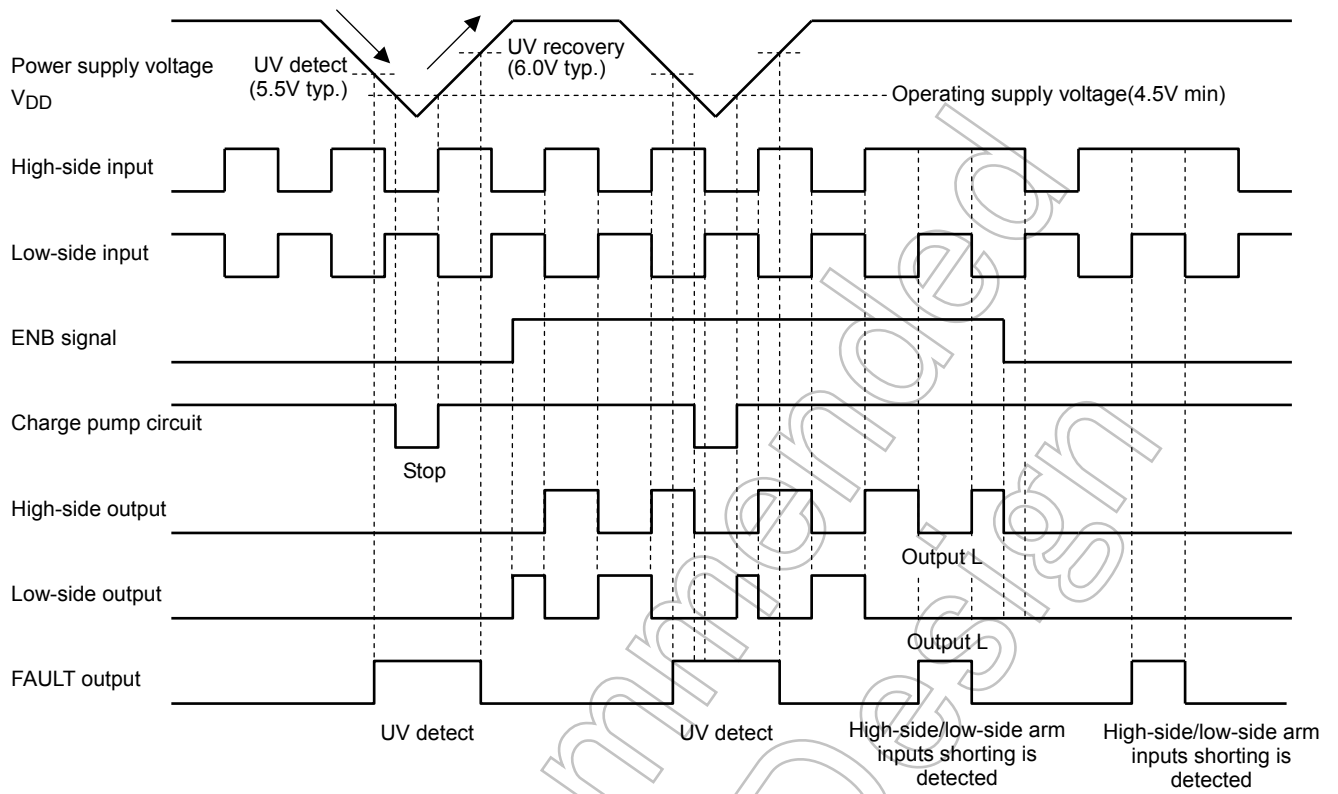 Power supply voltage
VDD
UV detect
(5.5V typ.)
UV recovery
(6.0V typ.)
Operating supply voltage(4.5V min)
High-side input
Low-side input
ENB signal
Charge pump circuit
Stop
High-side output
Output L
Low-side output
Output L
FAULT output
UV detect
UV detect
High-side/low-side arm
inputs shorting is
detected
High-side/low-side arm
inputs shorting is
detected
mmended
Design